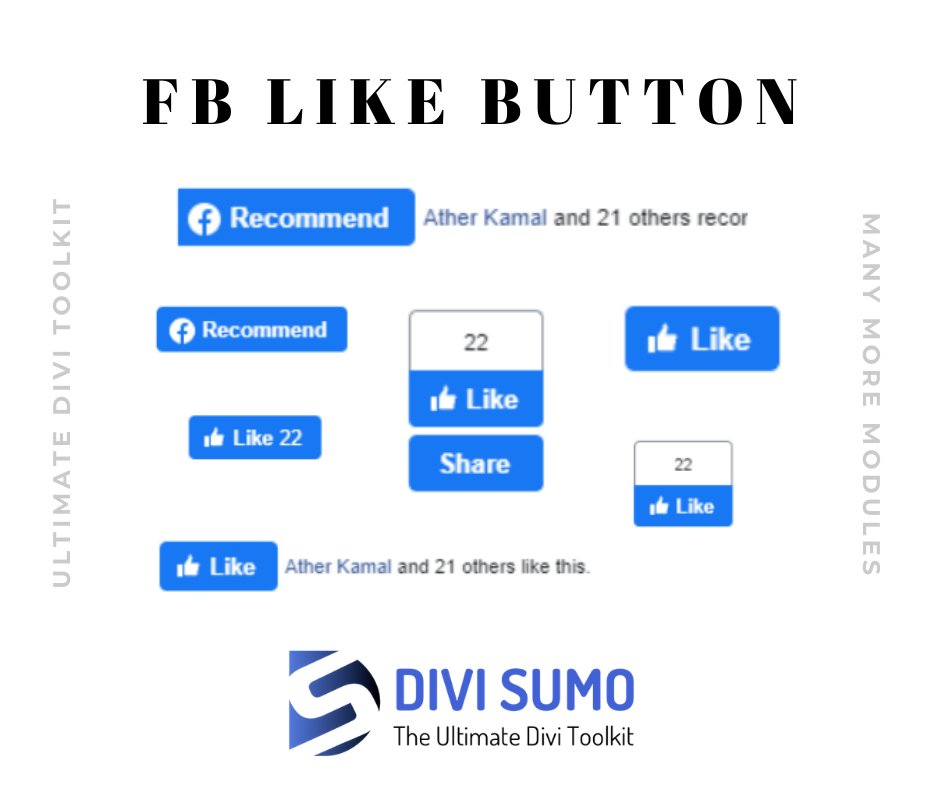 FB LIKE BUTTON
Recommend Ather Kamal and 21 others recor
ULTIMATE DIVI TOOLKIT
MANY MORE MODULES
Recommend
22
Like
Share
Like
Like 22
22
Like
Like Ather Kamal and 21 others like this.
DIVI SUMO
The Ultimate Divi Toolkit